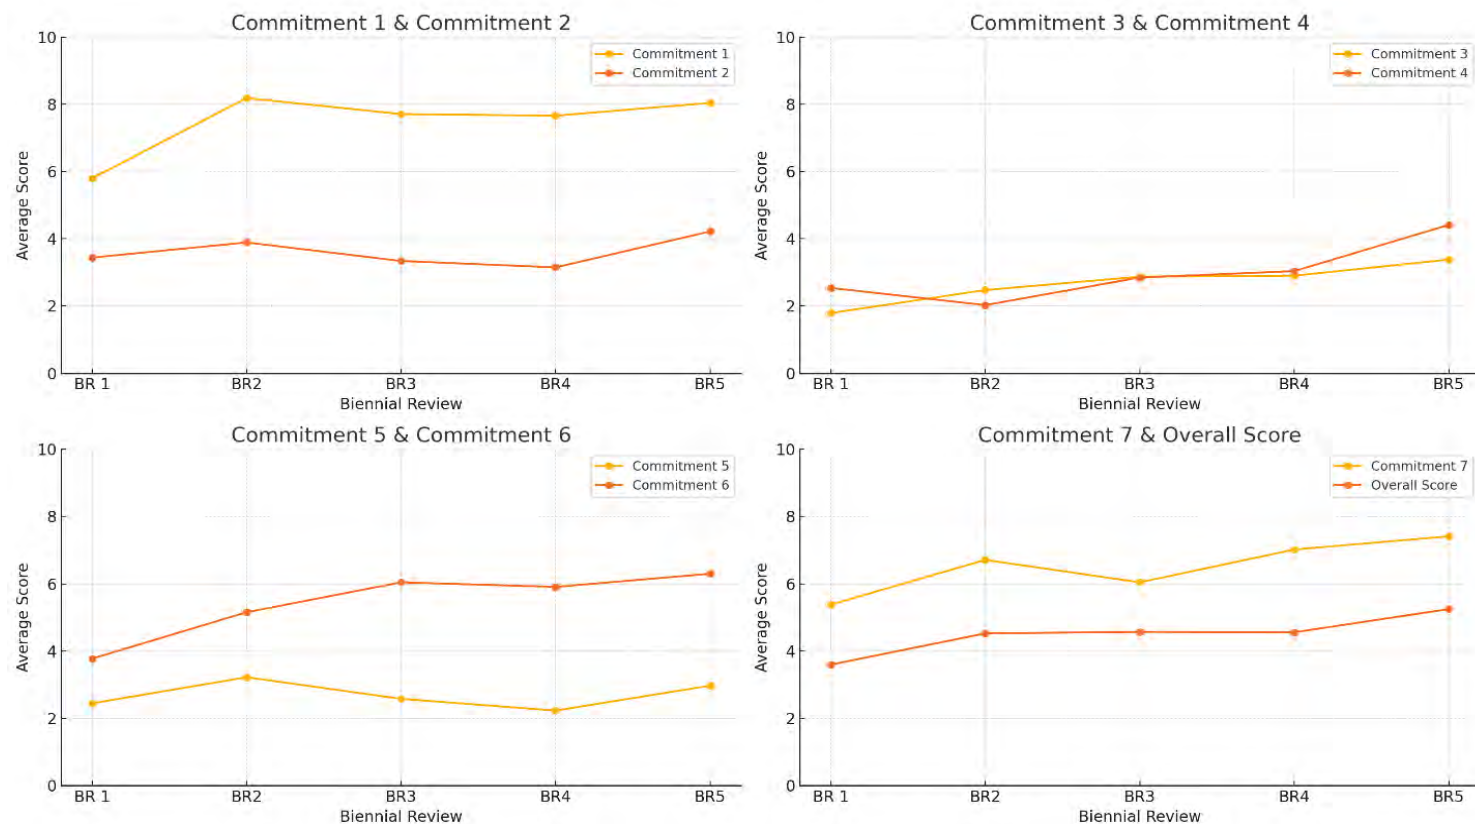 Commitment 1 & Commitment 2
10
8
6
4
2
0
Average Score
Commitment 1
Commitment 2
BR 1
BR2
BR3
BR4
BR5
Biennial Review
Commitment 3 & Commitment 4
10
8
6
4
2
0
Average Score
Commitment 3
Commitment 4
BR 1
BR2
BR3
BR4
BR5
Biennial Review
Commitment 5 & Commitment 6
10
8
6
4
2
0
Average Score
Commitment 5
Commitment 6
BR 1
BR2
BR3
BR4
BR5
Biennial Review
Commitment 7 & Overall Score
10
8
6
4
2
0
Average Score
Commitment 7
Overall Score
BR 1
BR2
BR3
BR4
BR5
Biennial Review